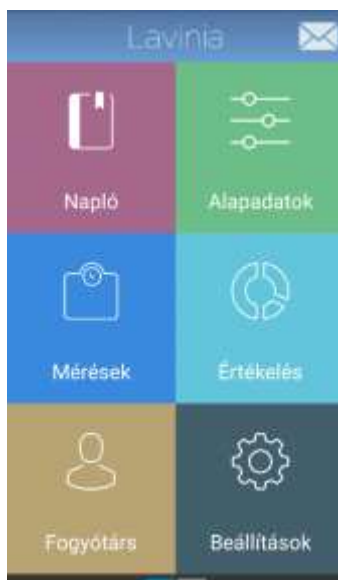 Lavinia
Napló
Alapadatok
Mérések
Értékelés
Fogyótárs
Beállítások